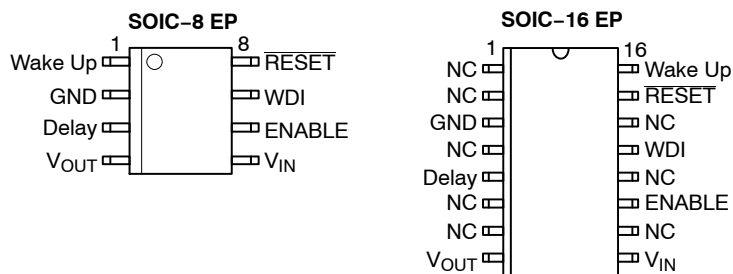 SOIC–8 EP
1 8
Wake Up RESET
GND WDI
Delay ENABLE
VOUT VIN
SOIC–16 EP
1 16
NC Wake Up
NC RESET
GND NC
NC WDI
Delay NC
NC ENABLE
NC NC
VOUT VIN